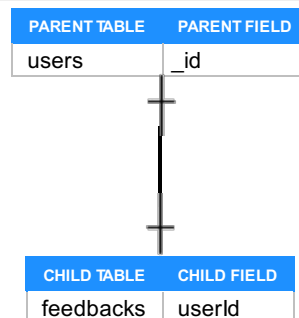 PARENT TABLE PARENT FIELD
users _id
CHILD TABLE CHILD FIELD
feedbacks userId